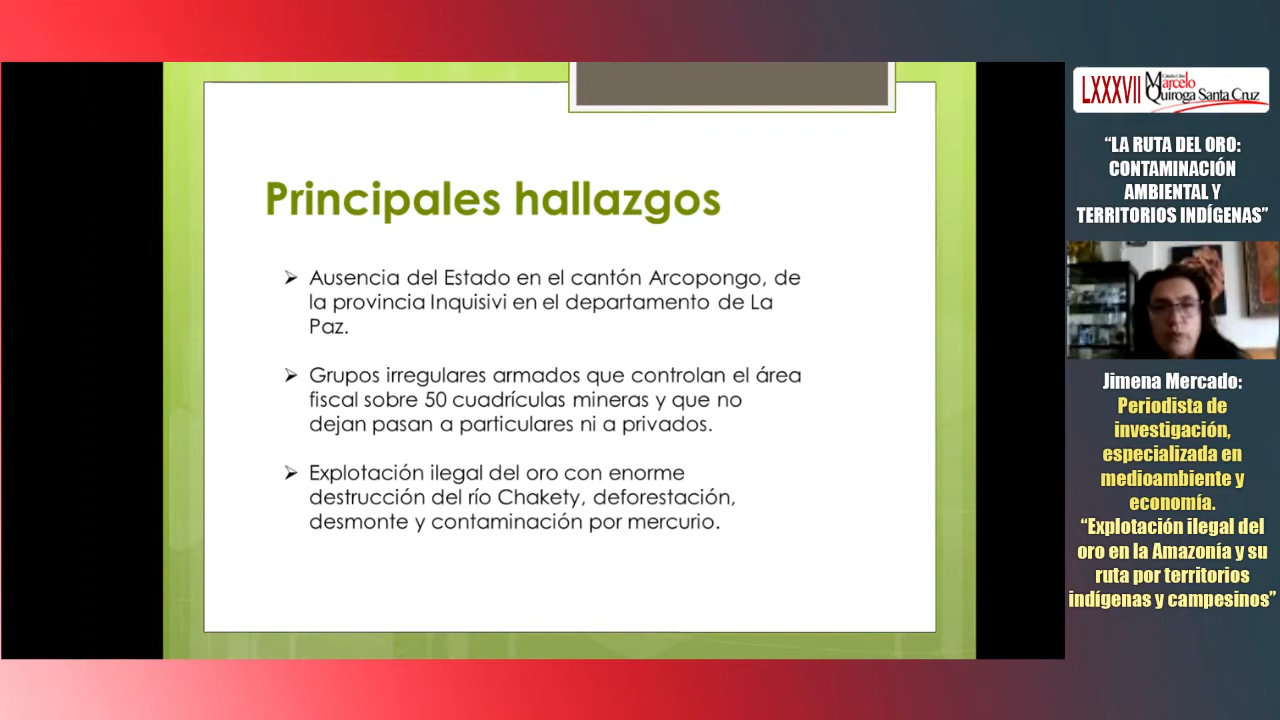 Principales hallazgos
Ausencia del Estado en el cantón Arcopongo, de
la provincia Inquisivi en el departamento de La
Paz.
Grupos irregulares armados que controlan el área
fiscal sobre 50 cuadrículas mineras y que no
dejan pasan a particulares ni a privados.
Explotación ilegal del oro con enorme
destrucción del río Chakety, deforestación,
desmonte y contaminación por mercurio.
LXXXVII
Cátedra Libre
Marcelo
Quiroga Santa Cruz
“LA RUTA DEL ORO:
CONTAMINACIÓN
AMBIENTAL Y
TERRITORIOS INDÍGENAS”
Jimena Mercado:
Periodista de
investigación,
especializada en
medioambiente y
economía.
“Explotación ilegal del
oro en la Amazonía y su
ruta por territorios
indígenas y campesinos”